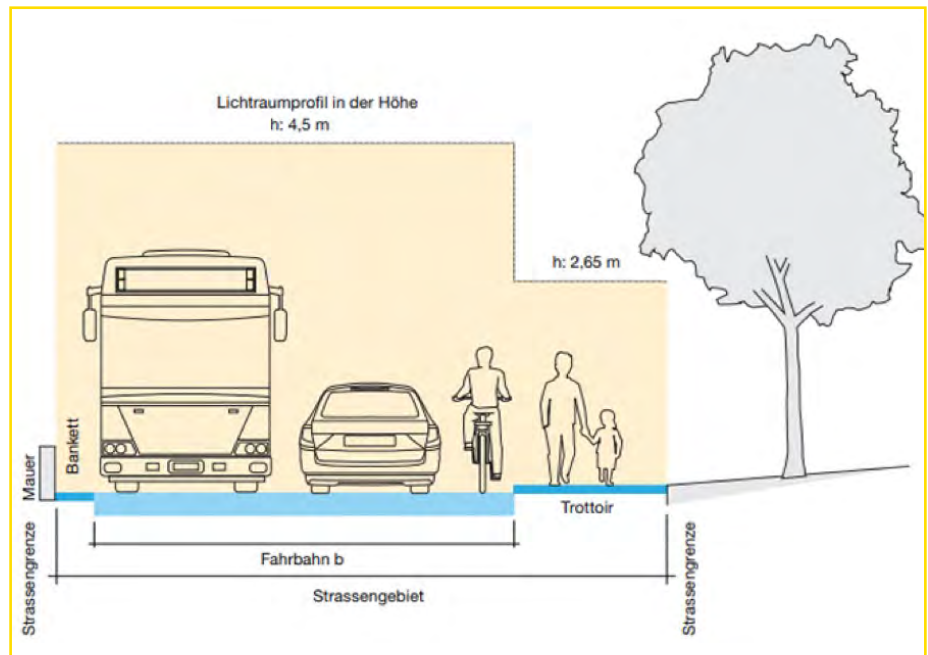 Lichtraumprofil in der Höhe
h: 4,5 m
h: 2,65 m
Mauer
Bankett
Trottoir
Fahrbahn b
Strassengebiet
Strassengrenze
Strassengrenze